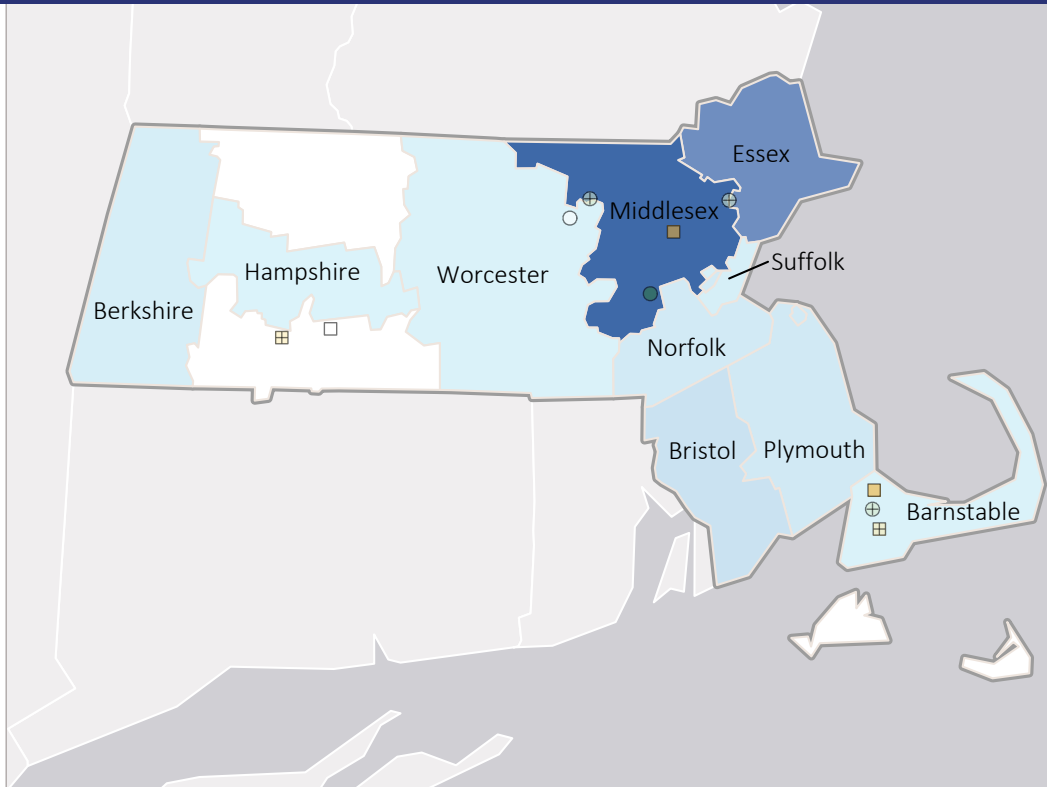 Essex
Middlesex
Suffolk
Hampshire
Worcester
Berkshire
Norfolk
Bristol
Plymouth
Barnstable